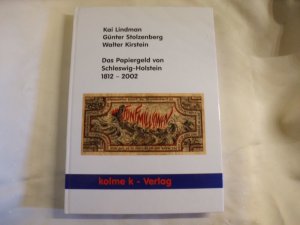 Kai Lindman
Günter Stolzenberg
Walter Kirstein
Das Papiergeld von
Schleswig-Holstein
1812 - 2002
kolme k - Verlag